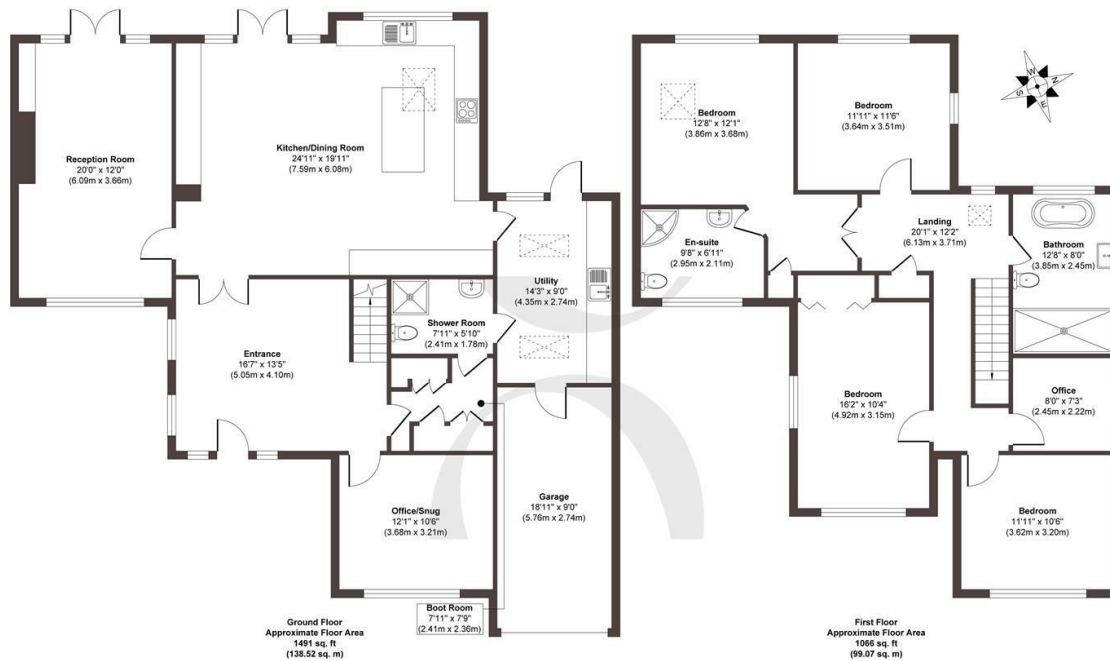 Reception Room
20'0" x 12'0"
(6.09m x 3.66m)
Kitchen/Dining Room
24'11" x 19'11"
(7.59m x 6.08m)
Utility
14'3" x 9'0"
(4.35m x 2.74m)
Shower Room
7'11" x 5'10"
(2.41m x 1.78m)
Entrance
16'7" x 13'5"
(5.05m x 4.10m)
Office/Snug
12'1" x 10'6"
(3.68m x 3.21m)
Garage
18'11" x 9'0"
(5.76m x 2.74m)
Boot Room
7'11" x 7'9"
(2.41m x 2.36m)
Ground Floor
Approximate Floor Area
1491 sq. ft
(138.52 sq. m)
Bedroom
12'8" x 12'1"
(3.86m x 3.68m)
Bedroom
11'11" x 11'6"
(3.64m x 3.51m)
W
N
S
E
En-suite
9'8" x 6'11"
(2.95m x 2.11m)
Landing
20'1" x 12'2"
(6.13m x 3.71m)
Bathroom
12'8" x 8'0"
(3.85m x 2.45m)
Bedroom
16'2" x 10'4"
(4.92m x 3.15m)
Office
8'0" x 7'3"
(2.45m x 2.22m)
Bedroom
11'11" x 10'6"
(3.62m x 3.20m)
First Floor
Approximate Floor Area
1066 sq. ft
(99.07 sq. m)